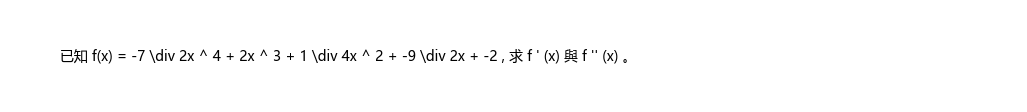 已知 f(x) = -7 \div 2x ^ 4 + 2x ^ 3 + 1 \div 4x ^ 2 + -9 \div 2x + -2 , 求 f ' (x) 與 f '' (x) 。